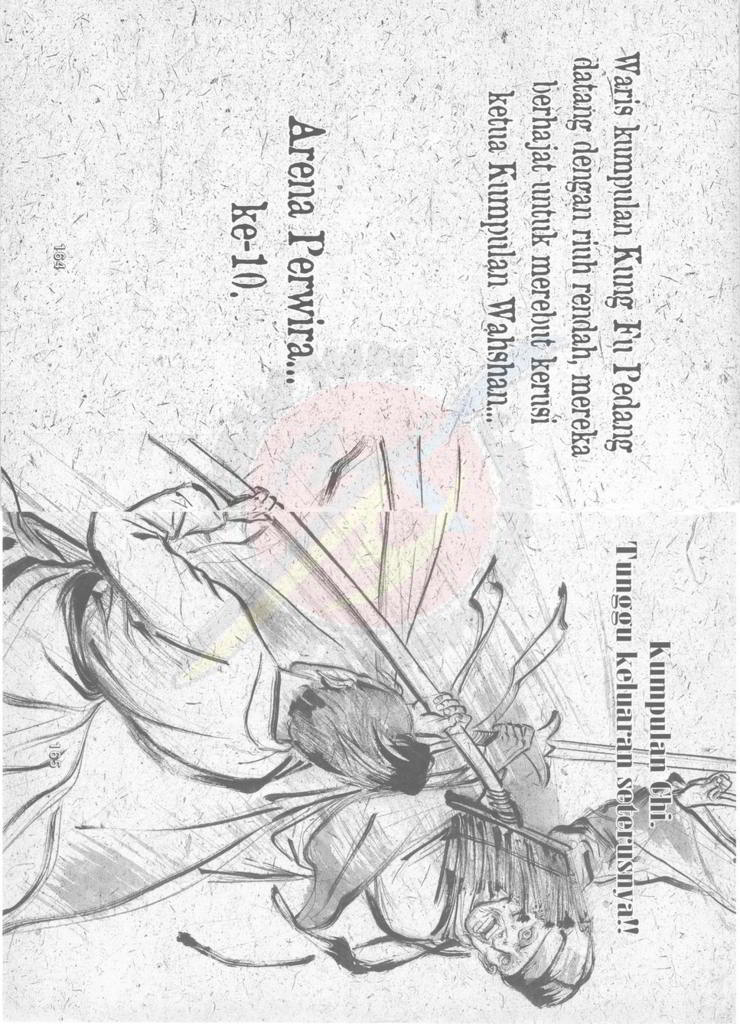 Waris kumpulan Kung Fu Pedang
datang dengan riuh rendah, mereka
berhajat untuk merebut kerusi
ketua Kumpulan Wahshan...
Arena Perwira...
ke-10.
164
Kumpulan Chi.
Tunggu keluaran seterusnya!!
165